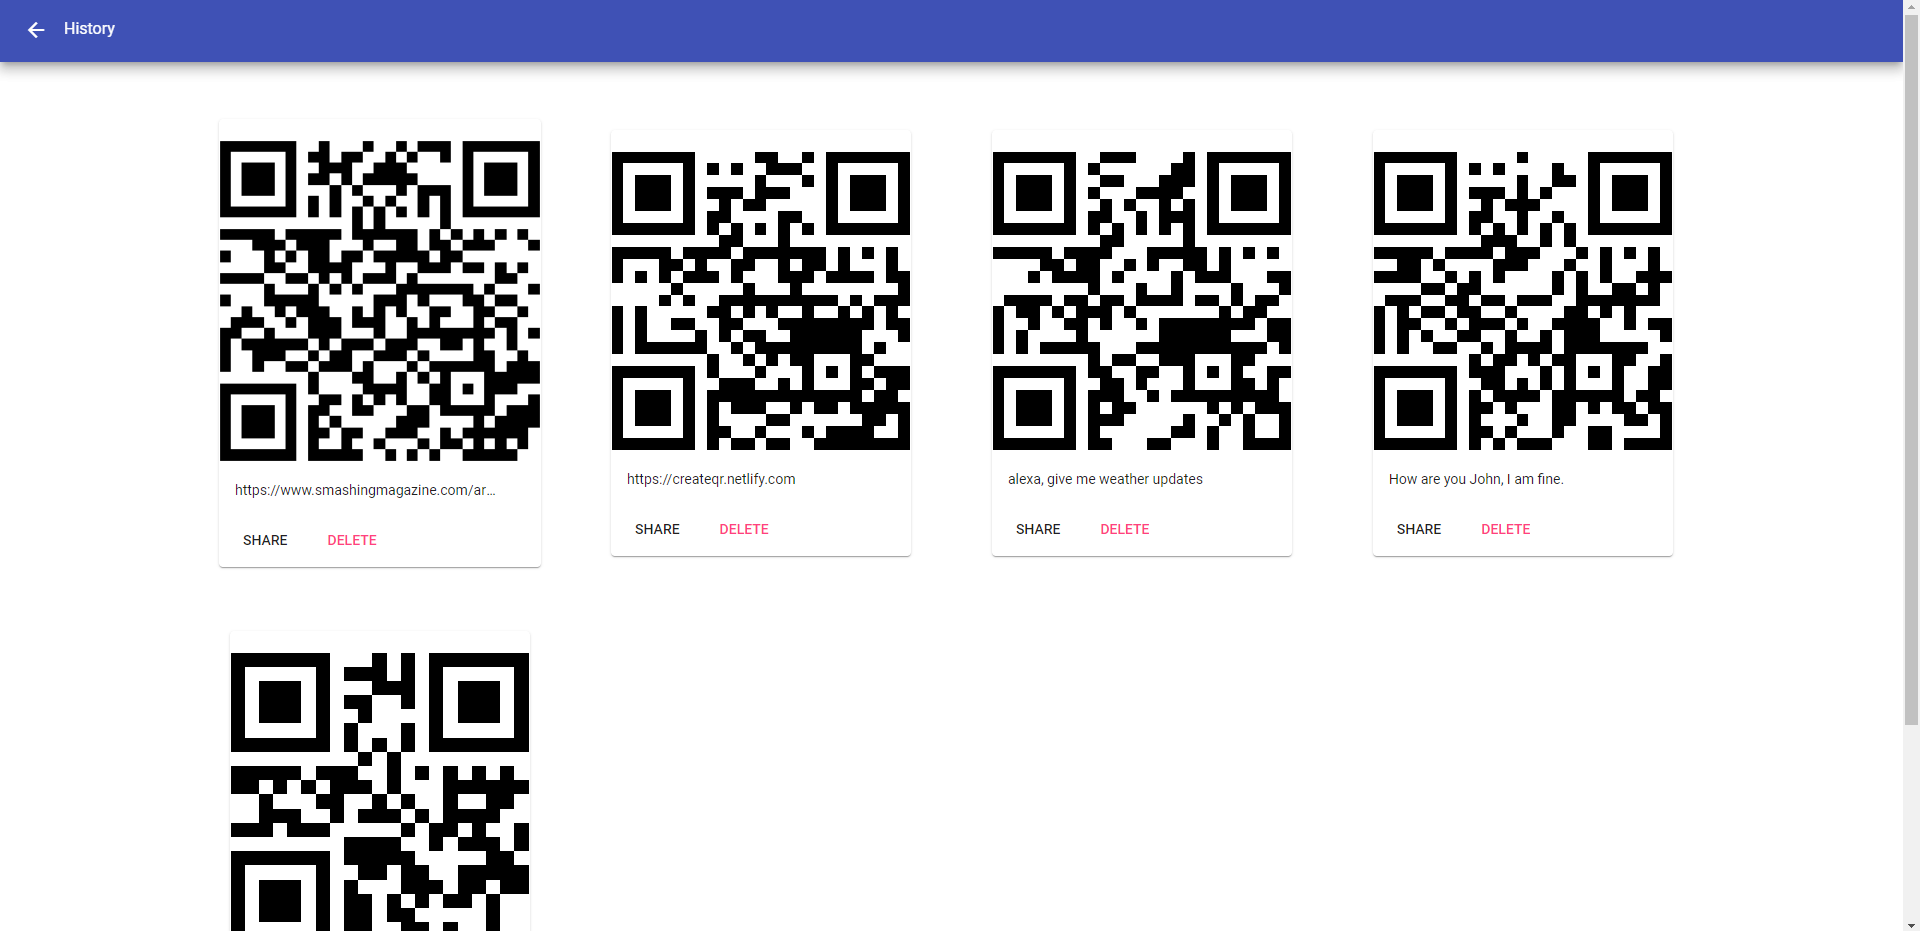 History
https://www.smashingmagazine.com/ar...
SHARE DELETE
https://createqr.netlify.com
SHARE DELETE
alexa, give me weather updates
SHARE DELETE
How are you John, I am fine.
SHARE DELETE